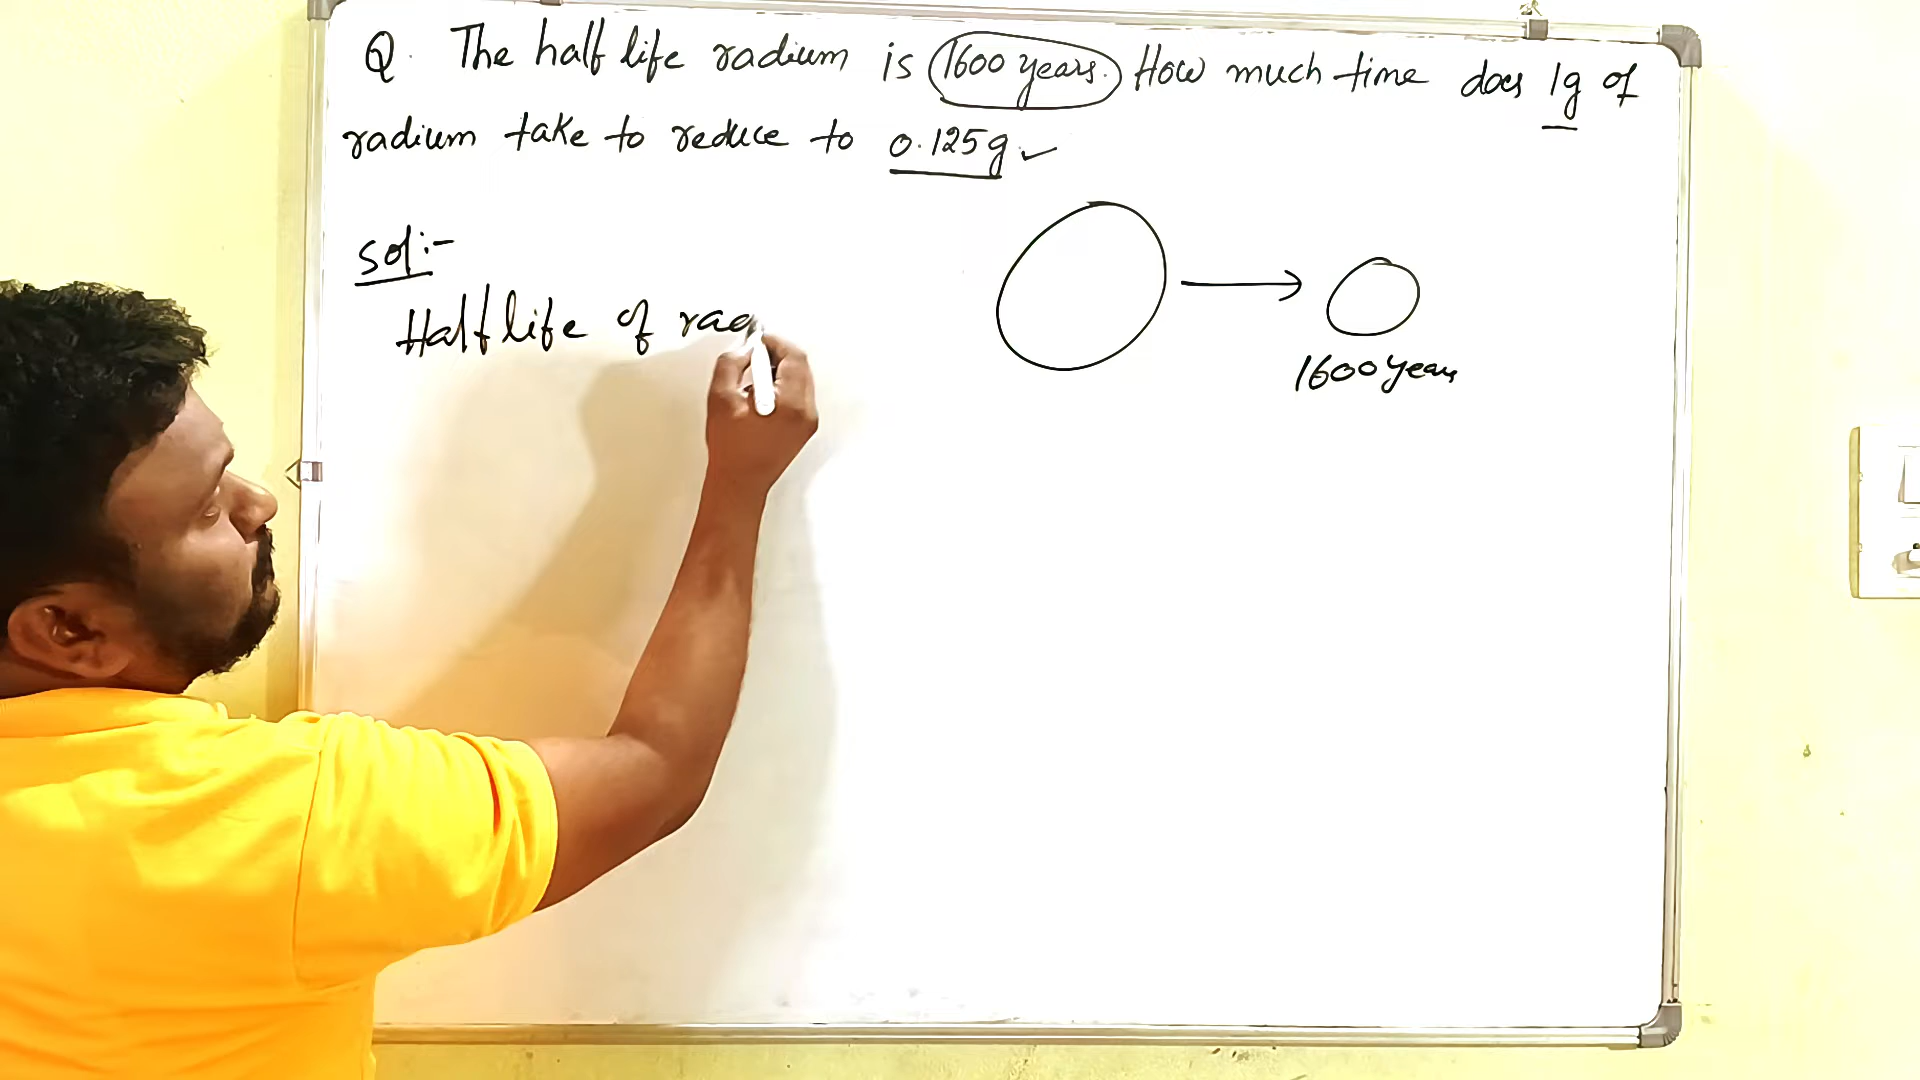 Q. The half life radium is 1600 years. How much time does 1g of
radium take to reduce to 0.125g
Sol:-
Half life of rad
1600 years